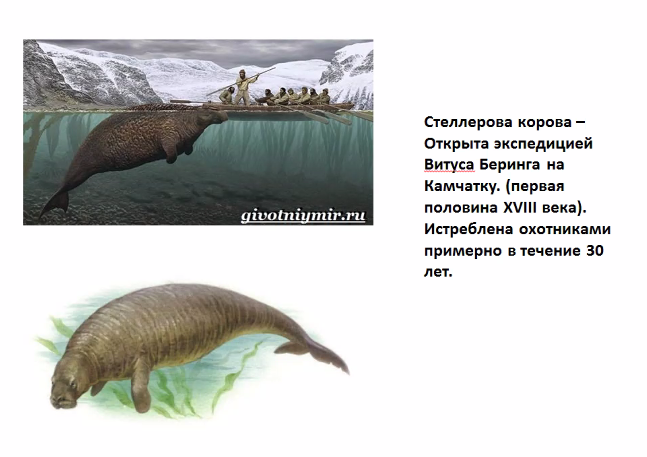 givotniymir.ru
Стеллерова корова –
Открыта экспедицией
Витуса Беринга на
Камчатку. (первая
половина XVIII века).
Истреблена охотниками
примерно в течение 30
лет.